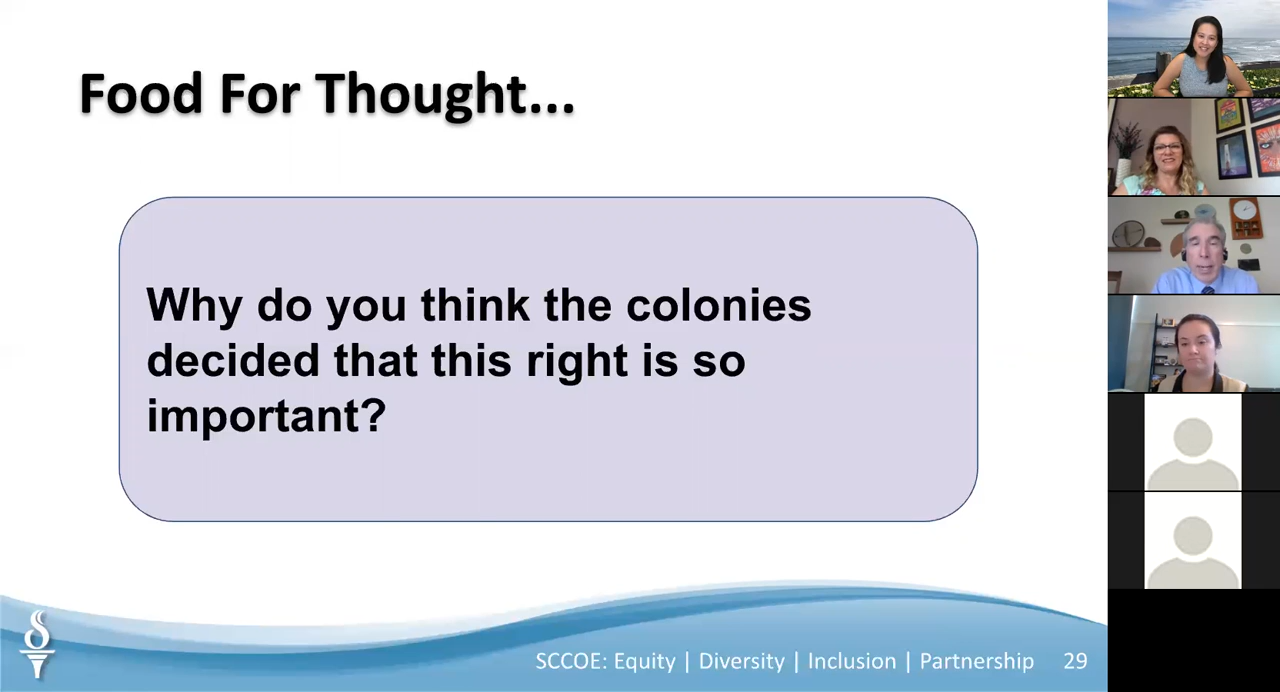 Food For Thought...
Why do you think the colonies
decided that this right is so
important?
SCCOE: Equity | Diversity | Inclusion | Partnership 29